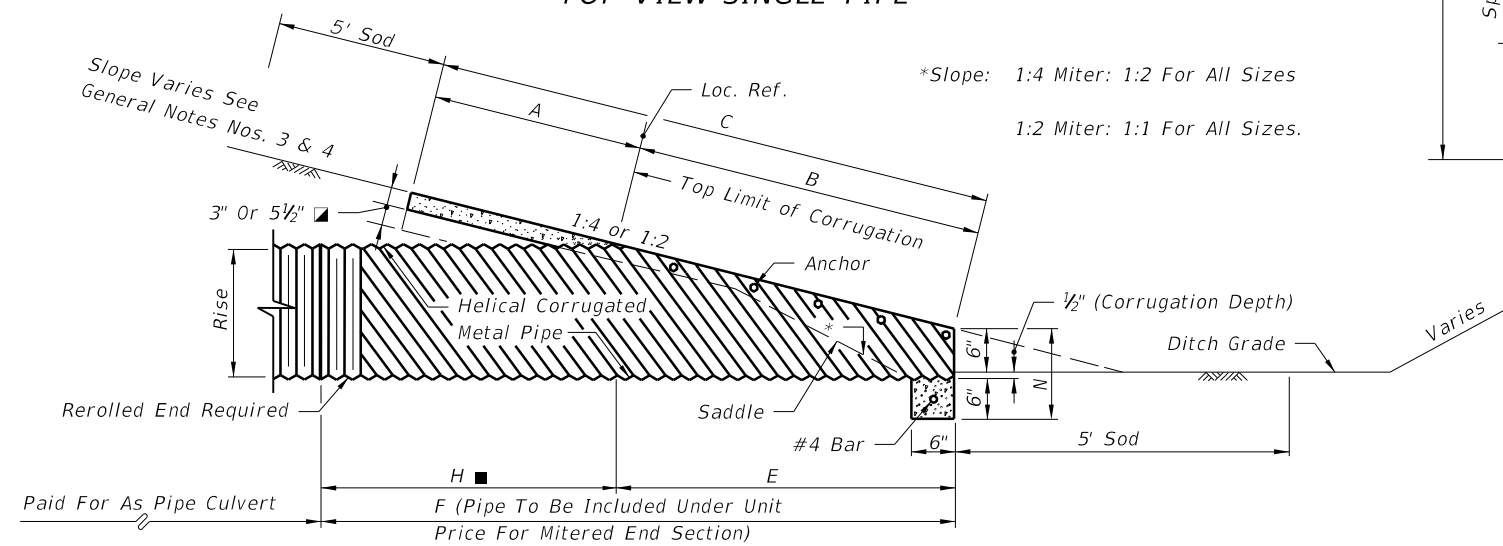 TOP VIEW-SINGLE PIPE
5' Sod
Slope Varies See
General Notes Nos. 3 & 4
Loc. Ref.
*Slope: 1:4 Miter: 1:2 For All Sizes
1:2 Miter: 1:1 For All Sizes.
A
C
B
Top Limit of Corrugation
3" Or 5½"
1:4 or 1:2
Anchor
Rise
Helical Corrugated
Metal Pipe
*
½" (Corrugation Depth)
Varies
Ditch Grade
6"
N
6"
Rerolled End Required
Saddle
#4 Bar
6"
5' Sod
H ■
E
Paid For As Pipe Culvert
F (Pipe To Be Included Under Unit
Price For Mitered End Section)